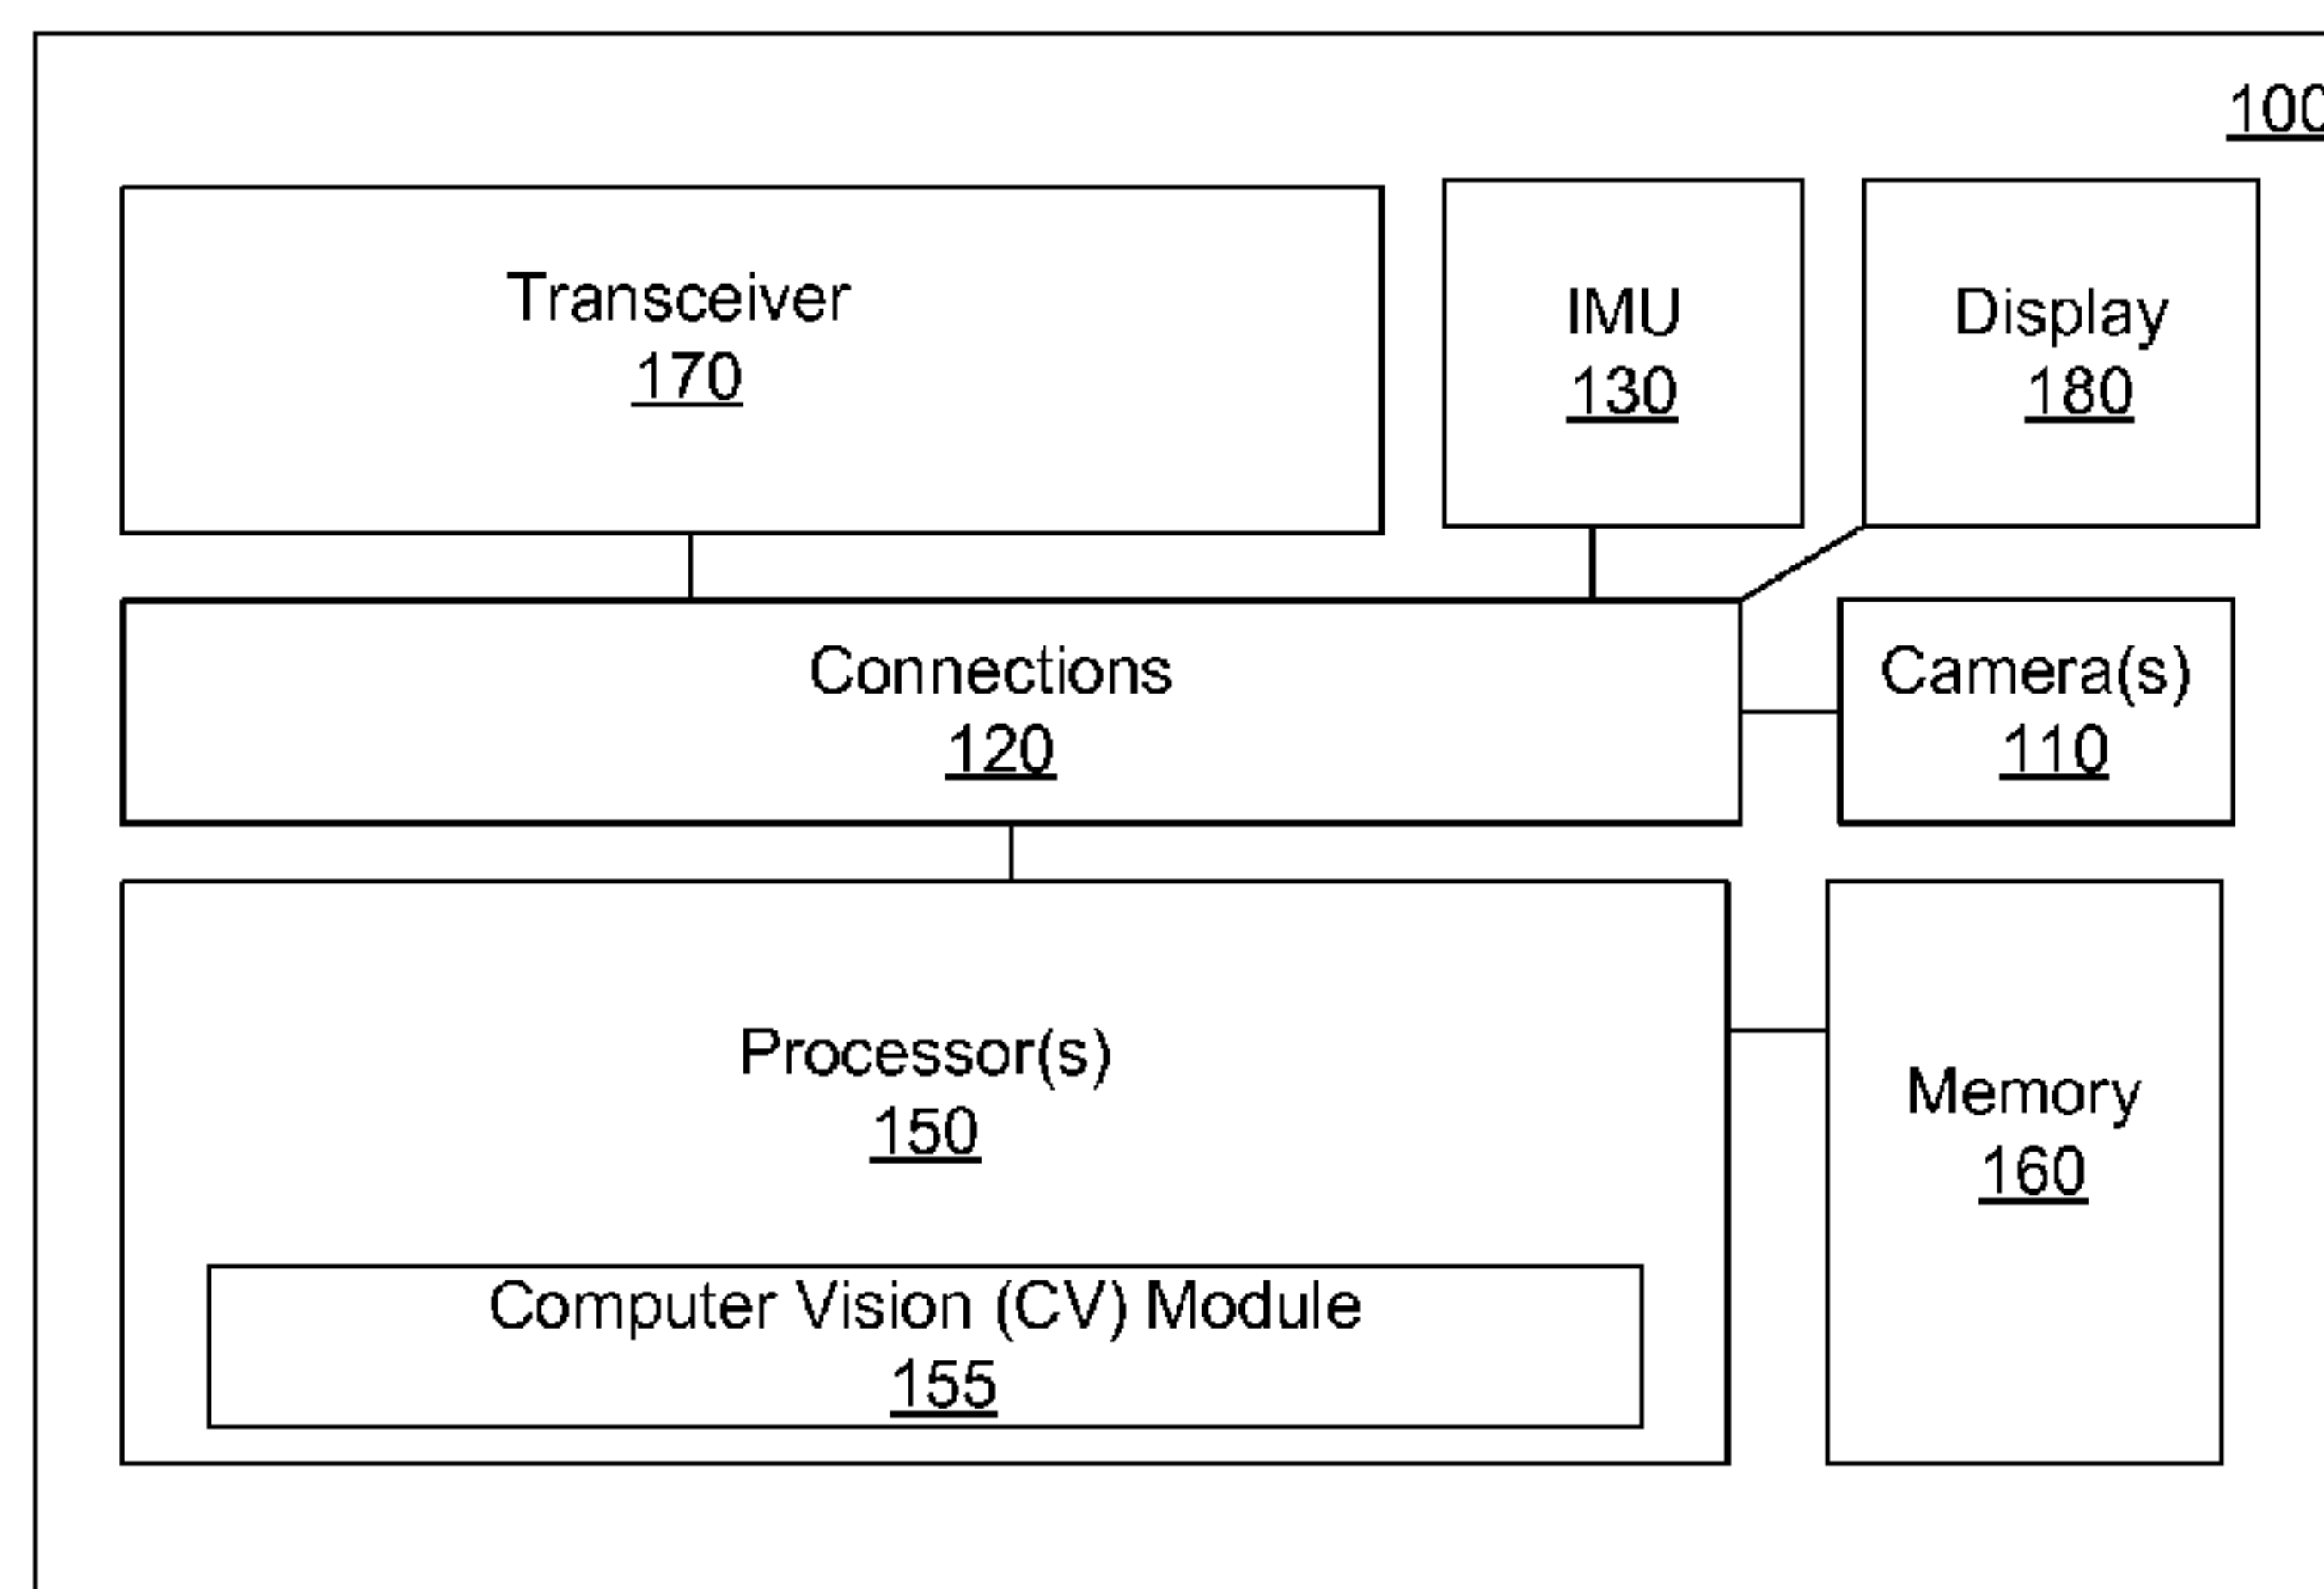 100
Transceiver
170
IMU
130
Display
180
Connections
120
Camera(s)
110
Processor(s)
150
Memory
160
Computer Vision (CV) Module
155